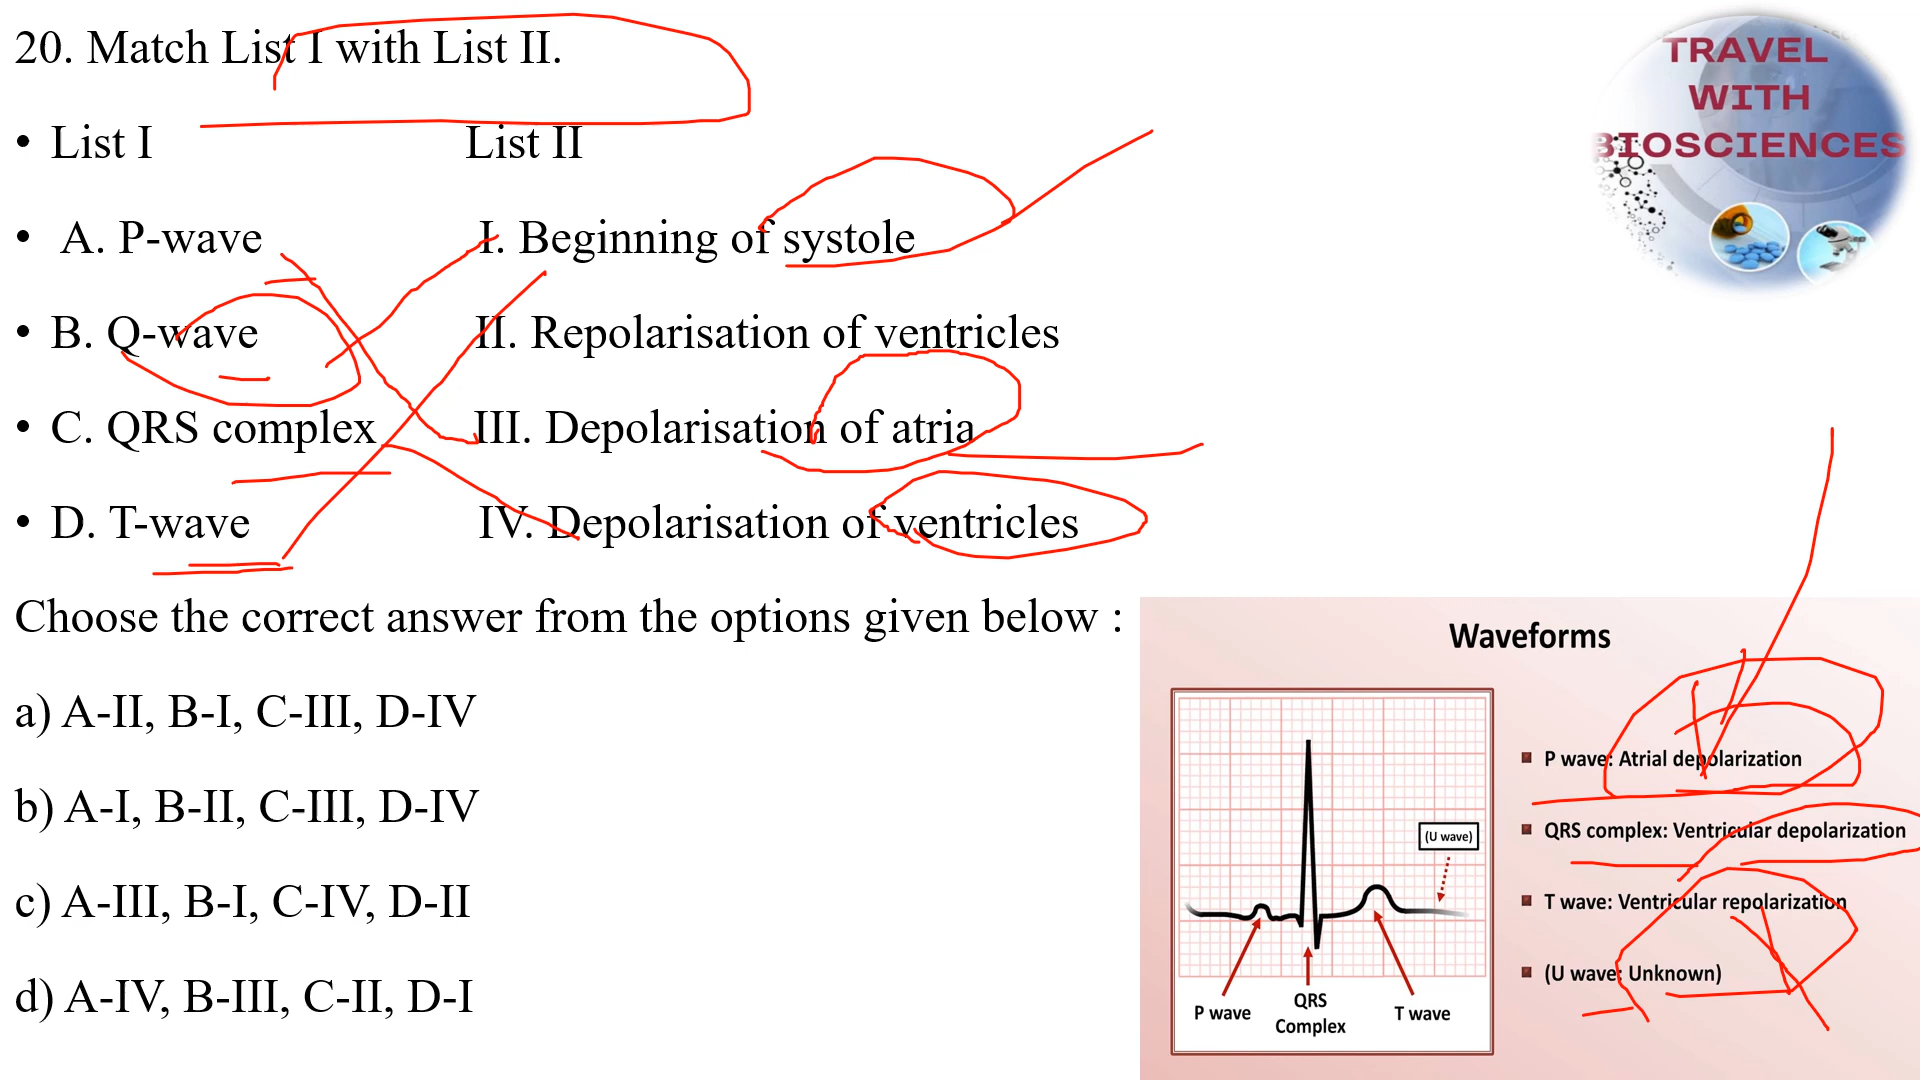 20. Match List I with List II.
• List I List II
• A. P-wave I. Beginning of systole
• B. Q-wave II. Repolarisation of ventricles
• C. QRS complex III. Depolarisation of atria
• D. T-wave IV. Depolarisation of ventricles
Choose the correct answer from the options given below :
a) A-II, B-I, C-III, D-IV
b) A-I, B-II, C-III, D-IV
c) A-III, B-I, C-IV, D-II
d) A-IV, B-III, C-II, D-I
TRAVEL
WITH
BIOSCIENCES
Waveforms
(U wave)
P wave
QRS
Complex
T wave
P wave: Atrial depolarization
QRS complex: Ventricular depolarization
T wave: Ventricular repolarization
(U wave: Unknown)